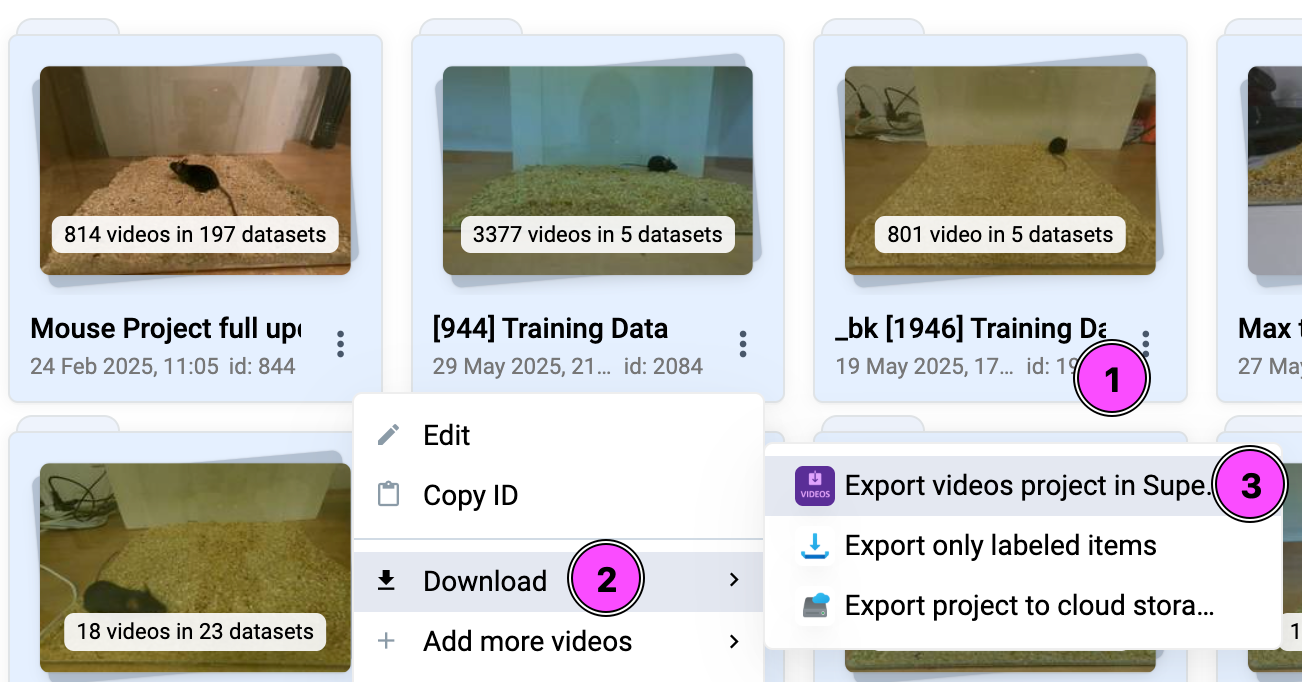 814 videos in 197 datasets
3377 videos in 5 datasets
801 video in 5 datasets
Mouse Project full upd
[944] Training Data
_bk [1946] Training Da
Max t
24 Feb 2025, 11:05 id: 844
29 May 2025, 21... id: 2084
19 May 2025, 17... id: 19
27 May
1
Edit
Copy ID
Download
2
Add more videos
VIDEOS
Export videos project in Supe.
3
Export only labeled items
Export project to cloud stora...
18 videos in 23 datasets
1